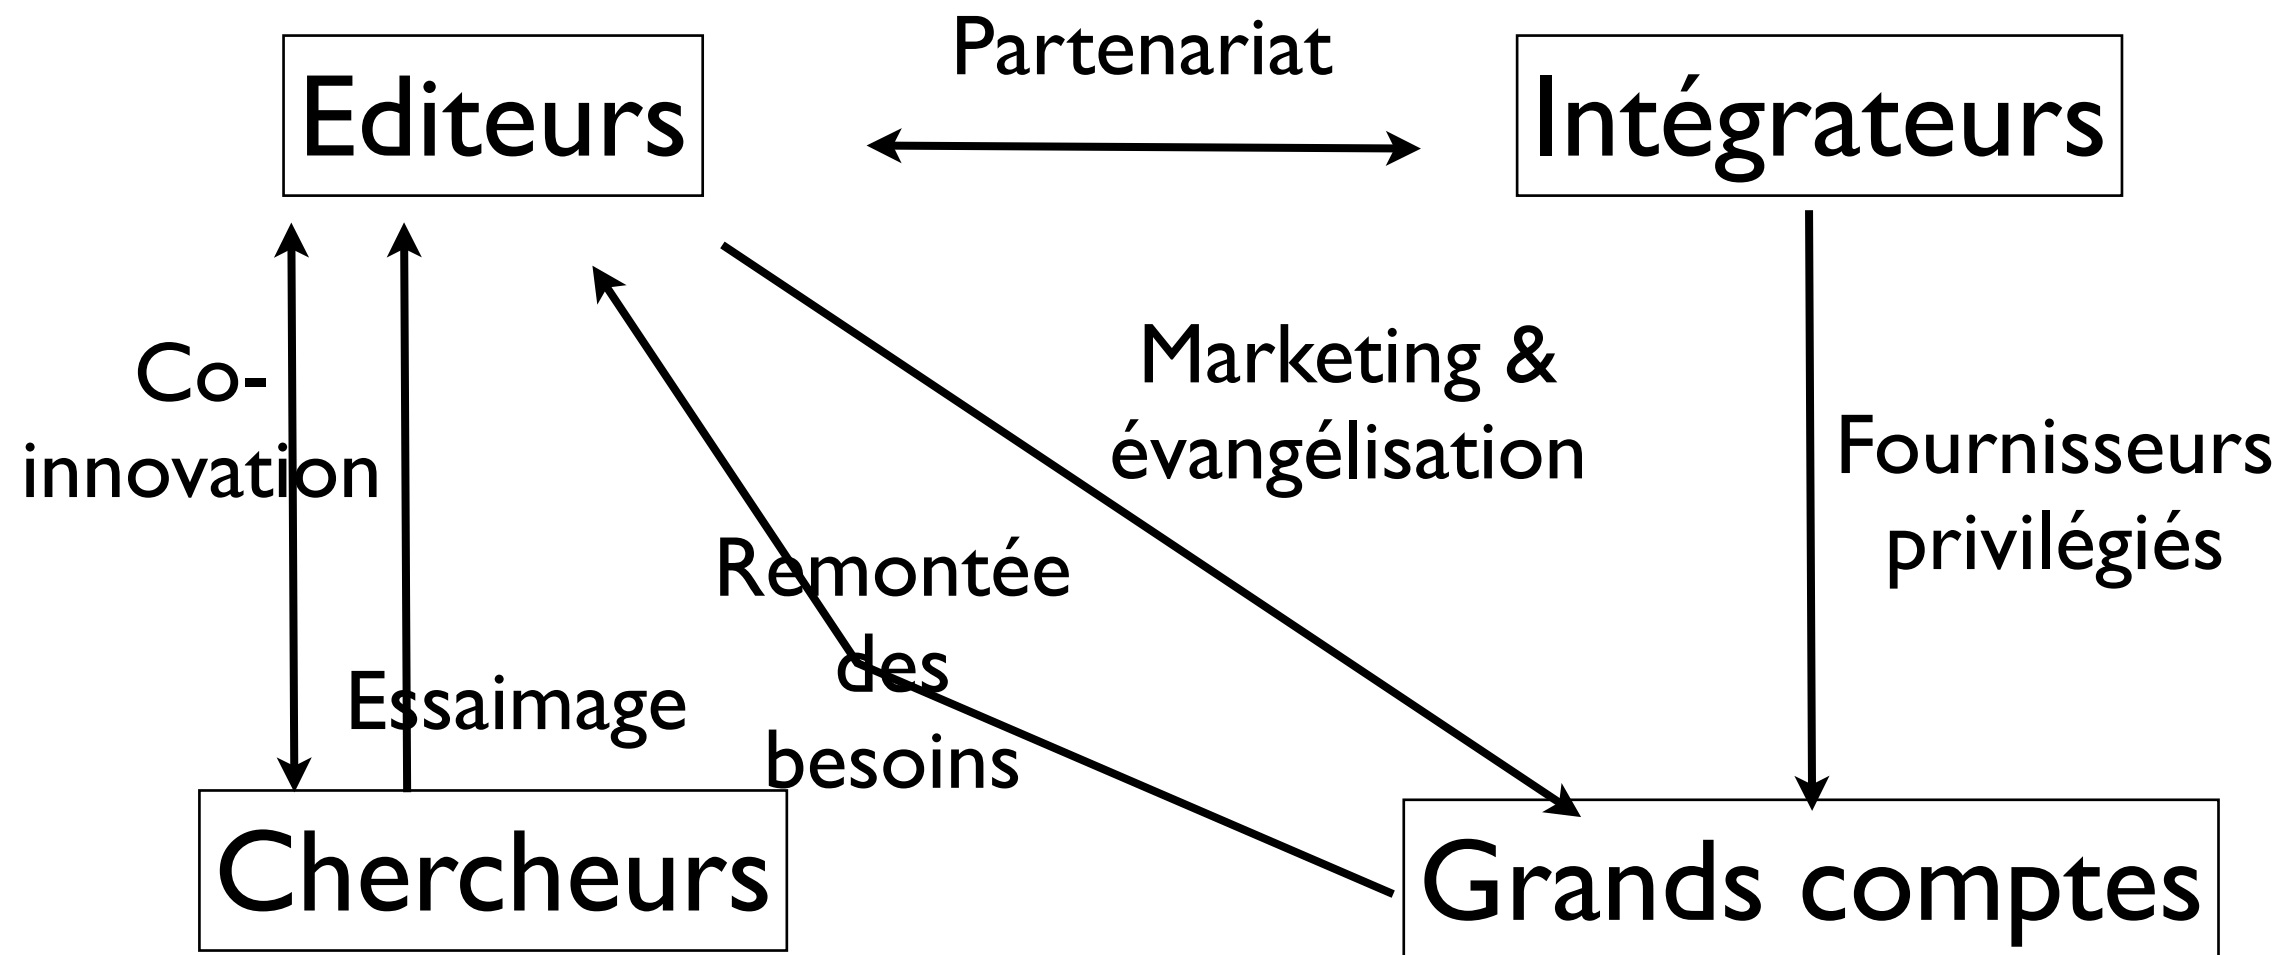 Partenariat
Editeurs
Intégrateurs
Co-
innovation
Marketing &
évangélisation
Fournisseurs
privilégiés
Remontée
des
besoins
Essaimage
Chercheurs
Grands comptes